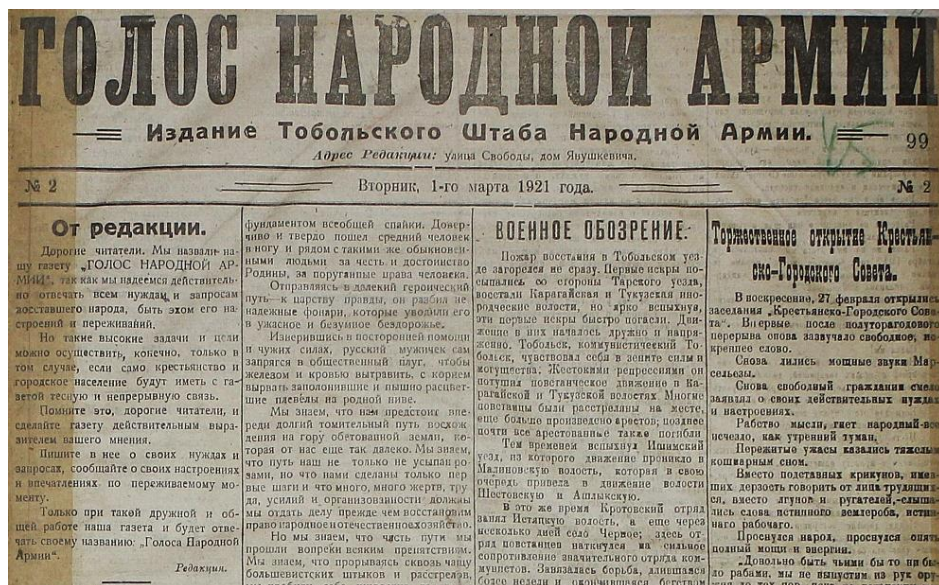 ГОЛОС НАРОДНОЙ АРМИИ
Издание Тобольского Штаба Народной Армии.
99
Адрес Редакции: улица Свободы, дом Янушкевича.
№ 2
Вторник, 1-го марта 1921 года.
№ 2
От редакции.
Дорогие читатели. Мы назвали на-
шу газету „ГОЛОС НАРОДНОЙ АР-
МИИ“, так как мы надеемся действитель-
но отвечать всем нуждам и запросам
восставшего народа, быть эхом его на-
строений и переживаний.
Но такие высокие задачи и цели
можно осуществить, конечно, только в
том случае, если само крестьянство и
городское население будут иметь с га-
зетой тесную и непрерывную связь.
Помните это, дорогие читатели, и
сделайте газету действительным выра-
зителем вашего мнения.
Пишите в нее о своих нуждах и
запросах, сообщайте о своих настроениях
и впечатлениях по переживаемому мо-
менту.
Только при такой дружной и об-
щей работе наша газета и будет отве-
чать своему названию: „Голоса Народной
Армии“.
Редакция.
фундаментом всеобщей спайки. Довер-
чиво и твердо пошел средний человек
в ногу и рядом с такими же обыкновен-
ными людьми за честь и достоинство
Родины, за поруганные права человека.
Отправляясь в далекий героический
путь к царству правды, он разбил не
надежные фонари, которые уводили его
в ужасное и безумное бездорожье.
Изверившись в посторонней помощи
и чужих силах, русский мужичек сам
запрягся в общественный плуг, чтобы
железом и кровью вытравить, с корнем
вырвать заполонившие и пышно расцвет-
шие плевелы из родной ниве.
Мы знаем, что нам предстоит впе-
реди долгий томительный путь восхож
дения на гору обетованной земли, ко-
торая от нас еще так далеко. Мы знаем,
что путь наш не только не усыпан ро-
зами, но что нами сделаны только пер
вые шаги и что много, много жертв, тру
да, усилий и организованности должны
мы отдать делу прежде чем восстановим
право народное и отечественное хозяйство.
Но мы знаем, что часть пути мы
прошли вопреки всяким препятствиям.
Мы знаем, что прорываясь сквозь чащу
большевистских штыков и расстрелов,
ВОЕННОЕ ОБОЗРЕНИЕ.
Пожар восстания в Тобольском уез-
де загорелся не сразу. Первые искры по-
сыпались со стороны Тарского уезда,
восстали Карагайская и Тукузская ино-
родческие волости, но ярко вспыхнув,
эти первые искры быстро погасли. Дви-
жение в них началось дружно и напря-
женно. Тобольск, коммунистический То-
больск, чувствовал себя в зените силы и
могущества; Жестокими репрессиями он
потушил повстанческое движение в Ка-
рагайской и Тукузской волостях. Многие
повстанцы были расстреляны на месте,
еще больше произведено арестов; позднее
почти все арестованные также погибли
Тем временем вспыхнул Ишимский
уезд, из которого движение проникло в
Малиновскую волость, которая в свою
очередь привела в движение волости
Шестовскую и Ашлыкскую.
В это же время Кротовский отряд
занял Истяцкую волость, а еще через
несколько дней село Черное; здесь от-
ряд повстанцев наткнулся на сильное
сопротивление значительного отряда ком-
мунистов. Завязалась борьба, длившаяся
более недели и окончившаяся бегством
Торжественное открытие Крестьян-
ско-Городского Совета.
В воскресение, 27 февраля открылись
заседания „Крестьянско-Городского Сове-
та“. Впервые после полуторагодового
перерыва опова зазвучало свободное, ис-
креннее слово.
Снова лились мощные звуки Мар-
сельезы.
Снова свободный гражданин смело
заявлял о своих действительных нуждах
и настроениях.
Рабство мысли, гнет народный—все
исчезло, как утренний туман.
Пережитые ужасы казались тяжелым
кошмарным сном.
Вместо подставных крикунов, имев-
ших дерзость говорить от лица трудящих-
ся, вместо лгунов и ругателей,-слыша-
лись слова истинного землероба, истин-
наго рабочего.
Проснулся народ, проснулся опять
полный мощи и энергии.
„Довольно быть чьими бы то ни бы-
ло рабами, мы не выпустим из рук ор-